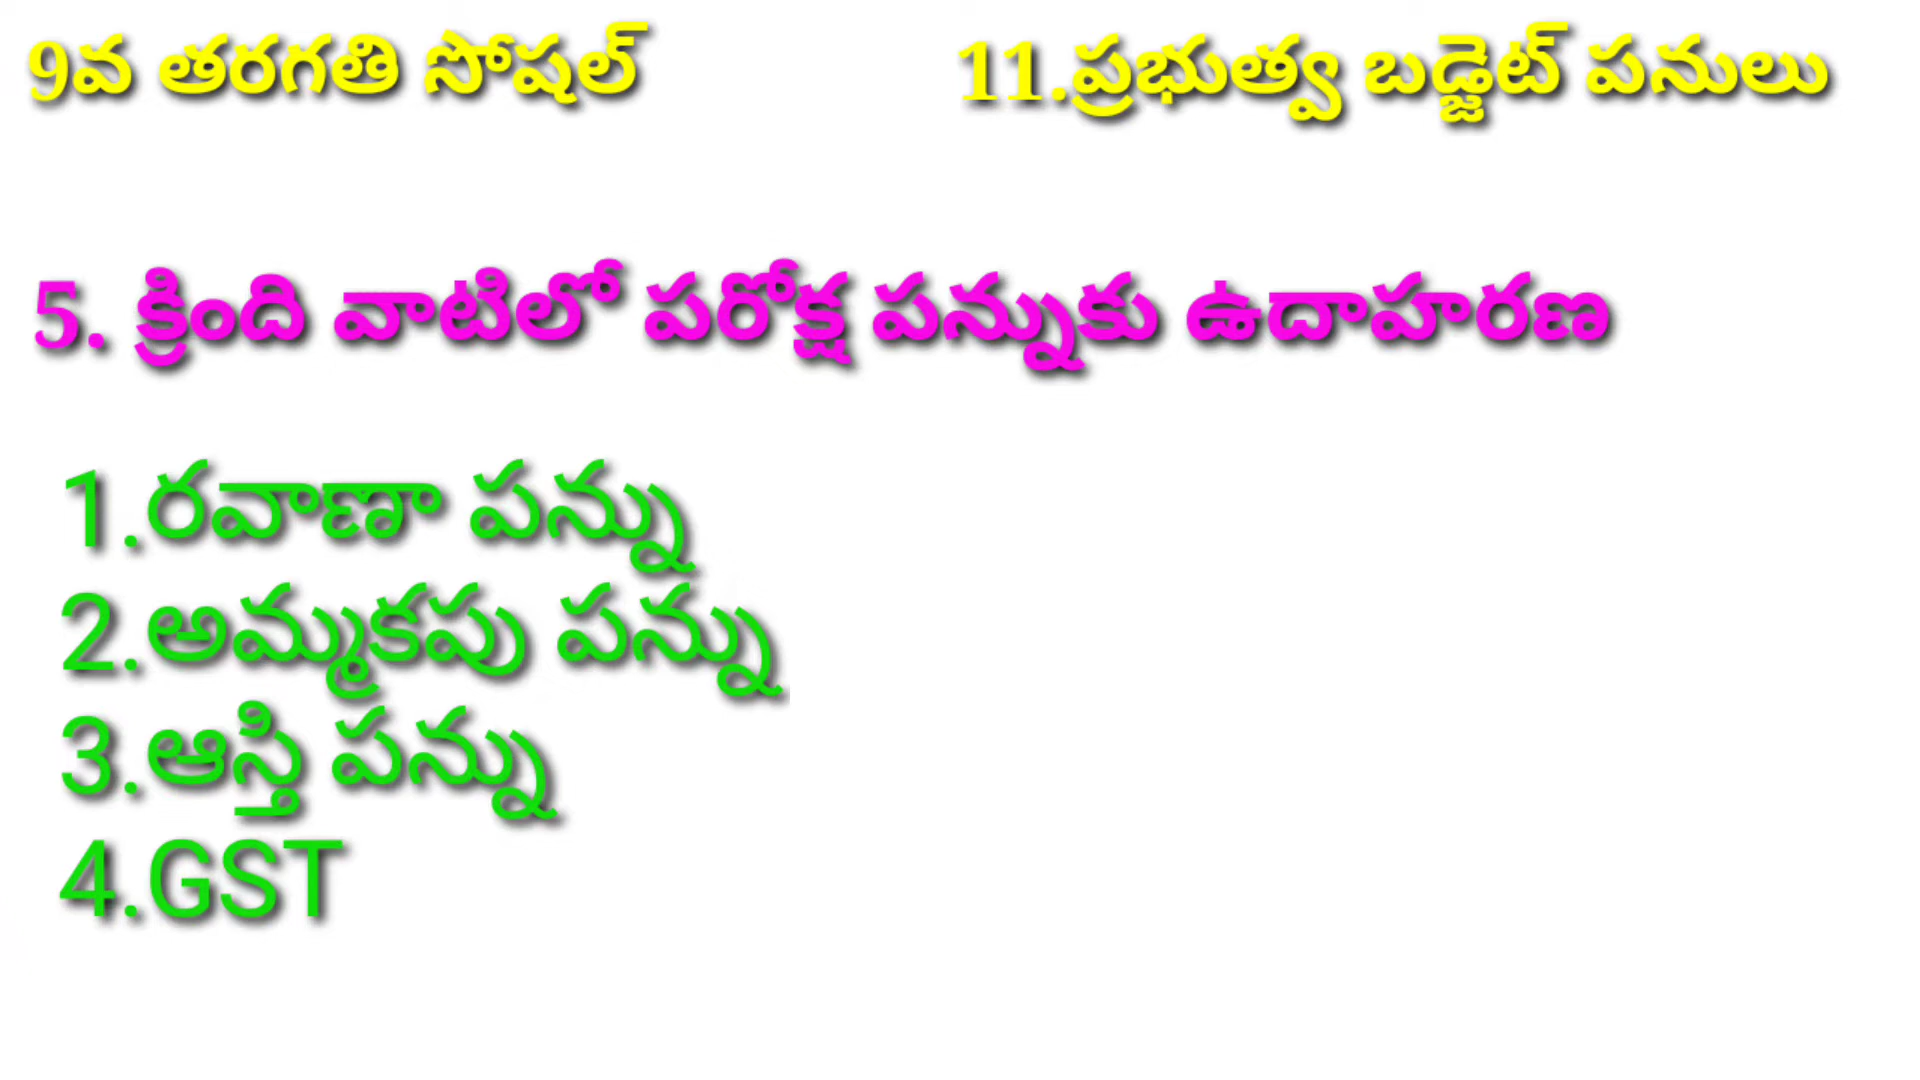 9వ తరగతి సోషల్
11.ప్రభుత్వ బడ్జెట్ పనులు
5. క్రింది వాటిలో పరోక్ష పన్నుకు ఉదాహరణ
1.రవాణా పన్ను
2.అమ్మకపు పన్ను
3.ఆస్తి పన్ను
4.GST